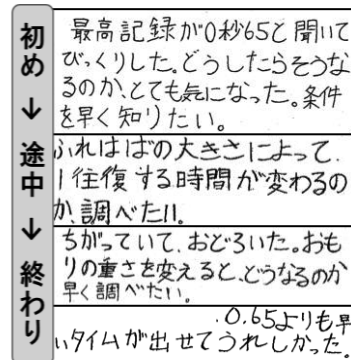 初め
↓
途中
↓
終わり
最高記録が0秒65と聞いて
びっくりした。どうしたらそうな
るのか、とても気になった。条件
を早く知りたい。
ふれはばの大きさによって、
1往復する時間が変わるの
か、調べたい。
ちがっていて、おどろいた。おも
りの重さを変えると、どうなるのか
早く調べたい。
0.65よりも早
いタイムが出せてうれしかった。